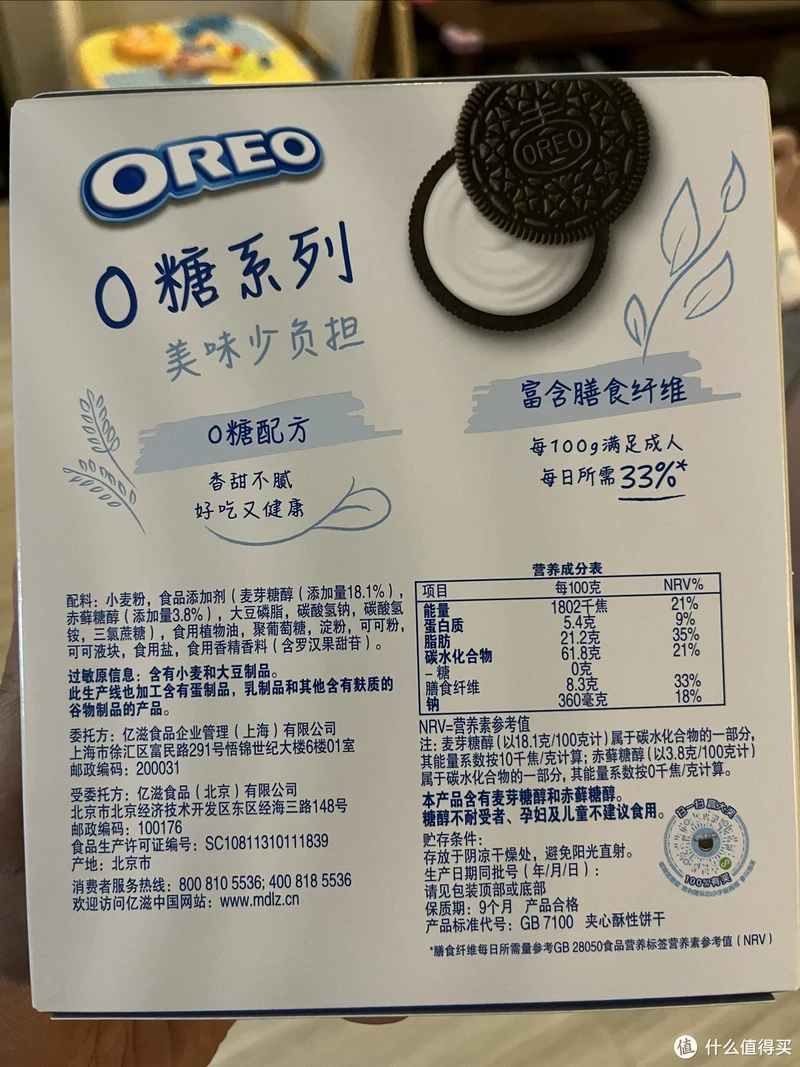 OREO
OREO
0糖系列
美味少负担
0糖配方
香甜不腻
好吃又健康
富含膳食纤维
每100g满足成人
每日所需33%*
配料：小麦粉，食品添加剂（麦芽糖醇（添加量18.1%），
赤藓糖醇（添加量3.8%），大豆磷脂，碳酸氢钠，碳酸氢
铵，三氯蔗糖），食用植物油，聚葡萄糖，淀粉，可可粉，
可可液块，食用盐，食用香精香料（含罗汉果甜苷）。
过敏原信息：含有小麦和大豆制品。
此生产线也加工含有蛋制品，乳制品和其他含有麸质的
谷物制品的产品。
委托方：亿滋食品企业管理（上海）有限公司
上海市徐汇区富民路291号悟锦世纪大楼6楼01室
邮政编码：200031
受委托方：亿滋食品（北京）有限公司
北京市北京经济技术开发区东区经海三路148号
邮政编码：100176
食品生产许可证编号：SC10811310111839
产地：北京市
消费者服务热线：800 810 5536; 400 818 5536
欢迎访问亿滋中国网站：www.mdlz.cn
营养成分表
项目 每100克 NRV%
能量 1802千焦 21%
蛋白质 5.4克 9%
脂肪 21.2克 35%
碳水化合物 61.8克 21%
–糖 0克
膳食纤维 8.3克 33%
钠 360毫克 18%
NRV=营养素参考值
注：麦芽糖醇（以18.1克/100克计）属于碳水化合物的一部分，
其能量系数按10千焦/克计算；赤藓糖醇（以3.8克/100克计）
属于碳水化合物的一部分，其能量系数按0千焦/克计算。
本产品含有麦芽糖醇和赤藓糖醇。
糖醇不耐受者、孕妇及儿童不建议食用。
贮存条件：
存放于阴凉干燥处，避免阳光直射。
生产日期同批号（年/月/日）：
请见包装顶部或底部
保质期：9个月 产品合格
产品标准代号：GB 7100 夹心酥性饼干
扫一扫 赢大奖
100%有奖
*膳食纤维每日所需量参考GB 28050食品营养标签营养素参考值（NRV）
值 什么值得买